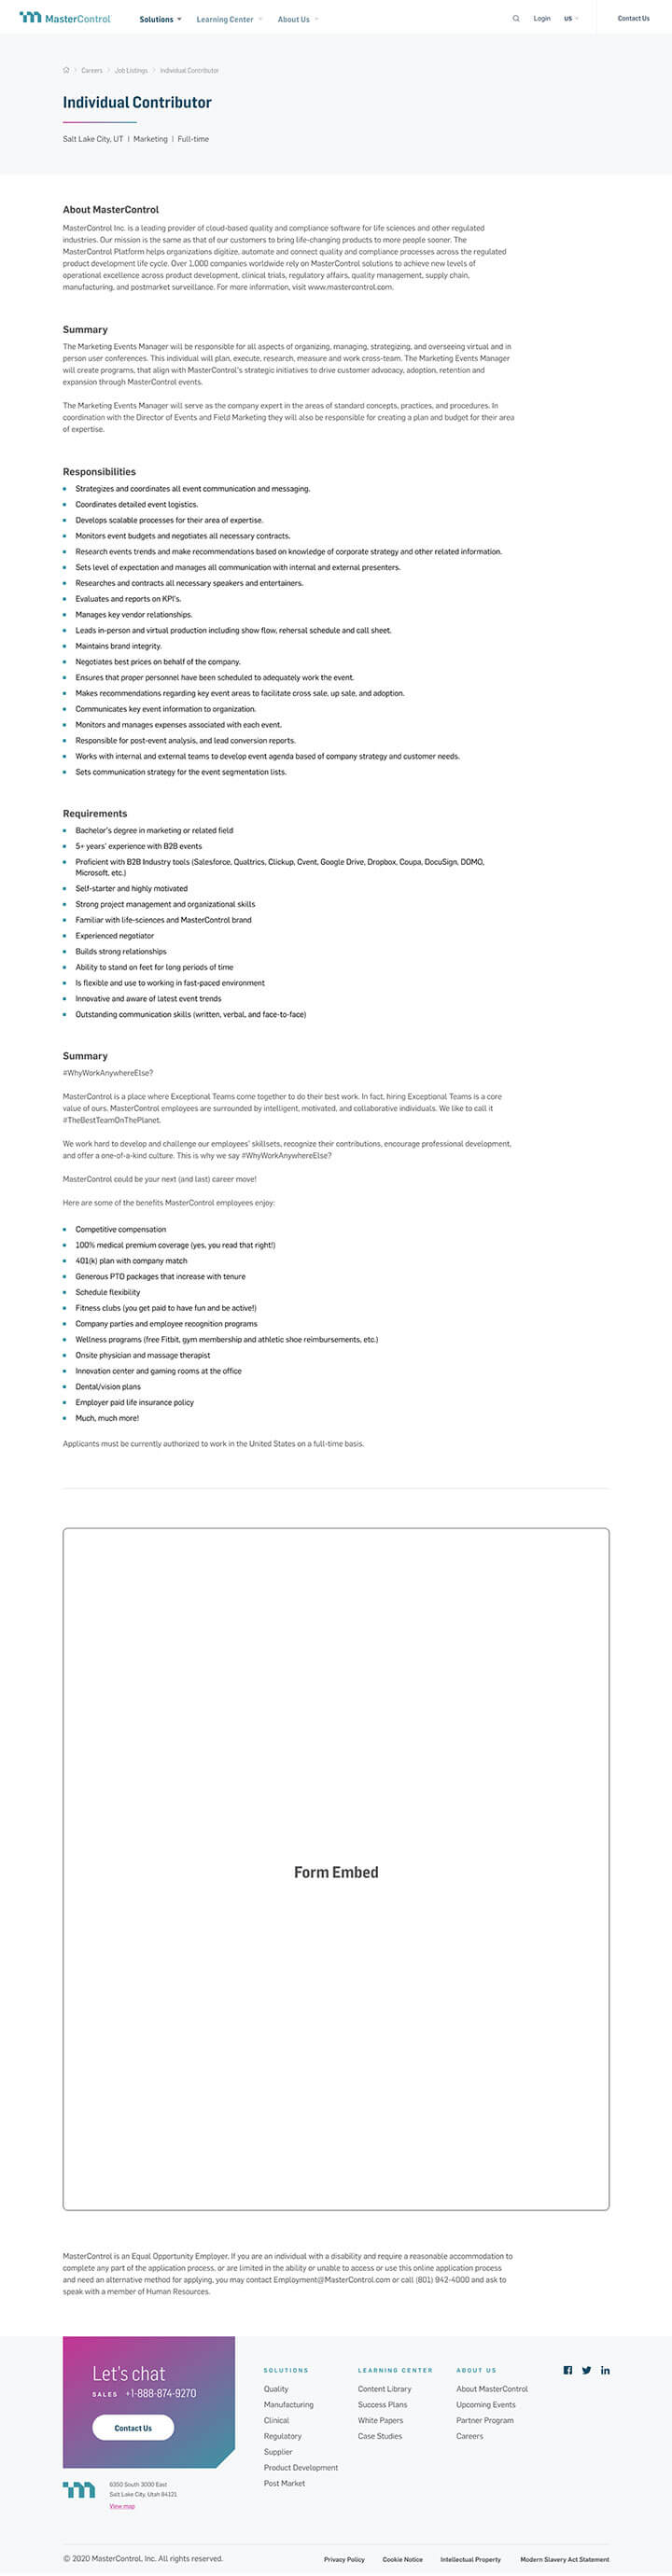 MasterControl
Solutions
Learning Center
About Us
Login
US
Contact Us
Careers
Job Listings
Individual Contributor
Individual Contributor
Salt Lake City, UT | Marketing | Full-time
About MasterControl
MasterControl Inc. is a leading provider of cloud-based quality and compliance software for life sciences and other regulated
industries. Our mission is the same as that of our customers to bring life-changing products to more people sooner. The
MasterControl Platform helps organizations digitize, automate and connect quality and compliance processes across the regulated
product development life cycle. Over 1,000 companies worldwide rely on MasterControl solutions to achieve new levels of
operational excellence across product development, clinical trials, regulatory affairs, quality management, supply chain,
manufacturing, and postmarket surveillance. For more information, visit www.mastercontrol.com.
Summary
The Marketing Events Manager will be responsible for all aspects of organizing, managing, strategizing, and overseeing virtual and in
person user conferences. This individual will plan, execute, research, measure and work cross-team. The Marketing Events Manager
will create programs, that align with MasterControl's strategic initiatives to drive customer advocacy, adoption, retention and
expansion through MasterControl events.
The Marketing Events Manager will serve as the company expert in the areas of standard concepts, practices, and procedures. In
coordination with the Director of Events and Field Marketing they will also be responsible for creating a plan and budget for their area
of expertise.
Responsibilities
Strategizes and coordinates all event communication and messaging.
Coordinates detailed event logistics.
Develops scalable processes for their area of expertise.
Monitors event budgets and negotiates all necessary contracts.
Research events trends and make recommendations based on knowledge of corporate strategy and other related information.
Sets level of expectation and manages all communication with internal and external presenters.
Researches and contracts all necessary speakers and entertainers.
Evaluates and reports on KPI's.
Manages key vendor relationships.
Leads in-person and virtual production including show flow, rehersal schedule and call sheet.
Maintains brand integrity.
Negotiates best prices on behalf of the company.
Ensures that proper personnel have been scheduled to adequately work the event.
Makes recommendations regarding key event areas to facilitate cross sale, up sale, and adoption.
Communicates key event information to organization.
Monitors and manages expenses associated with each event.
Responsible for post-event analysis, and lead conversion reports.
Works with internal and external teams to develop event agenda based of company strategy and customer needs.
Sets communication strategy for the event segmentation lists.
Requirements
Bachelor's degree in marketing or related field
5+ years' experience with B2B events
Proficient with B2B Industry tools (Salesforce, Qualtrics, Clickup, Cvent, Google Drive, Dropbox, Coupa, DocuSign, DOMO,
Microsoft, etc.)
Self-starter and highly motivated
Strong project management and organizational skills
Familiar with life-sciences and MasterControl brand
Experienced negotiator
Builds strong relationships
Ability to stand on feet for long periods of time
Is flexible and use to working in fast-paced environment
Innovative and aware of latest event trends
Outstanding communication skills (written, verbal, and face-to-face)
Summary
#WhyWorkAnywhereElse?
MasterControl is a place where Exceptional Teams come together to do their best work. In fact, hiring Exceptional Teams is a core
value of ours. MasterControl employees are surrounded by intelligent, motivated, and collaborative individuals. We like to call it
#TheBestTeamOnThePlanet.
We work hard to develop and challenge our employees' skillsets, recognize their contributions, encourage professional development,
and offer a one-of-a-kind culture. This is why we say #WhyWorkAnywhereElse?
MasterControl could be your next (and last) career move!
Here are some of the benefits MasterControl employees enjoy:
Competitive compensation
100% medical premium coverage (yes, you read that right!)
401(k) plan with company match
Generous PTO packages that increase with tenure
Schedule flexibility
Fitness clubs (you get paid to have fun and be active!)
Company parties and employee recognition programs
Wellness programs (free Fitbit, gym membership and athletic shoe reimbursements, etc.)
Onsite physician and massage therapist
Innovation center and gaming rooms at the office
Dental/vision plans
Employer paid life insurance policy
Much, much more!
Applicants must be currently authorized to work in the United States on a full-time basis.
Form Embed
MasterControl is an Equal Opportunity Employer. If you are an individual with a disability and require a reasonable accommodation to
complete any part of the application process, or are limited in the ability or unable to access or use this online application process
and need an alternative method for applying, you may contact Employment@MasterControl.com or call (801) 942-4000 and ask to
speak with a member of Human Resources.
Let's chat
SALES +1-888-874-9270
Contact Us
6350 South 3000 East
Salt Lake City, Utah 84121
View map
SOLUTIONS
Quality
Manufacturing
Clinical
Regulatory
Supplier
Product Development
Post Market
LEARNING CENTER
Content Library
Success Plans
White Papers
Case Studies
ABOUT US
About MasterControl
Upcoming Events
Partner Program
Careers
© 2020 MasterControl, Inc. All rights reserved.
Privacy Policy
Cookie Notice
Intellectual Property
Modern Slavery Act Statement